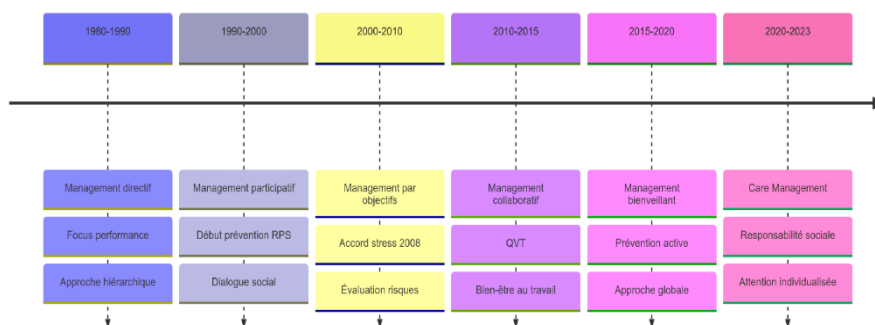 1980-1990
1990-2000
2000-2010
2010-2015
2015-2020
2020-2023
Management directif
Focus performance
Approche hiérarchique
Management participatif
Début prévention RPS
Dialogue social
Management par
objectifs
Accord stress 2008
Évaluation risques
Management
collaboratif
QVT
Bien-être au travail
Management
bienveillant
Prévention active
Approche globale
Care Management
Responsabilité sociale
Attention individualisée